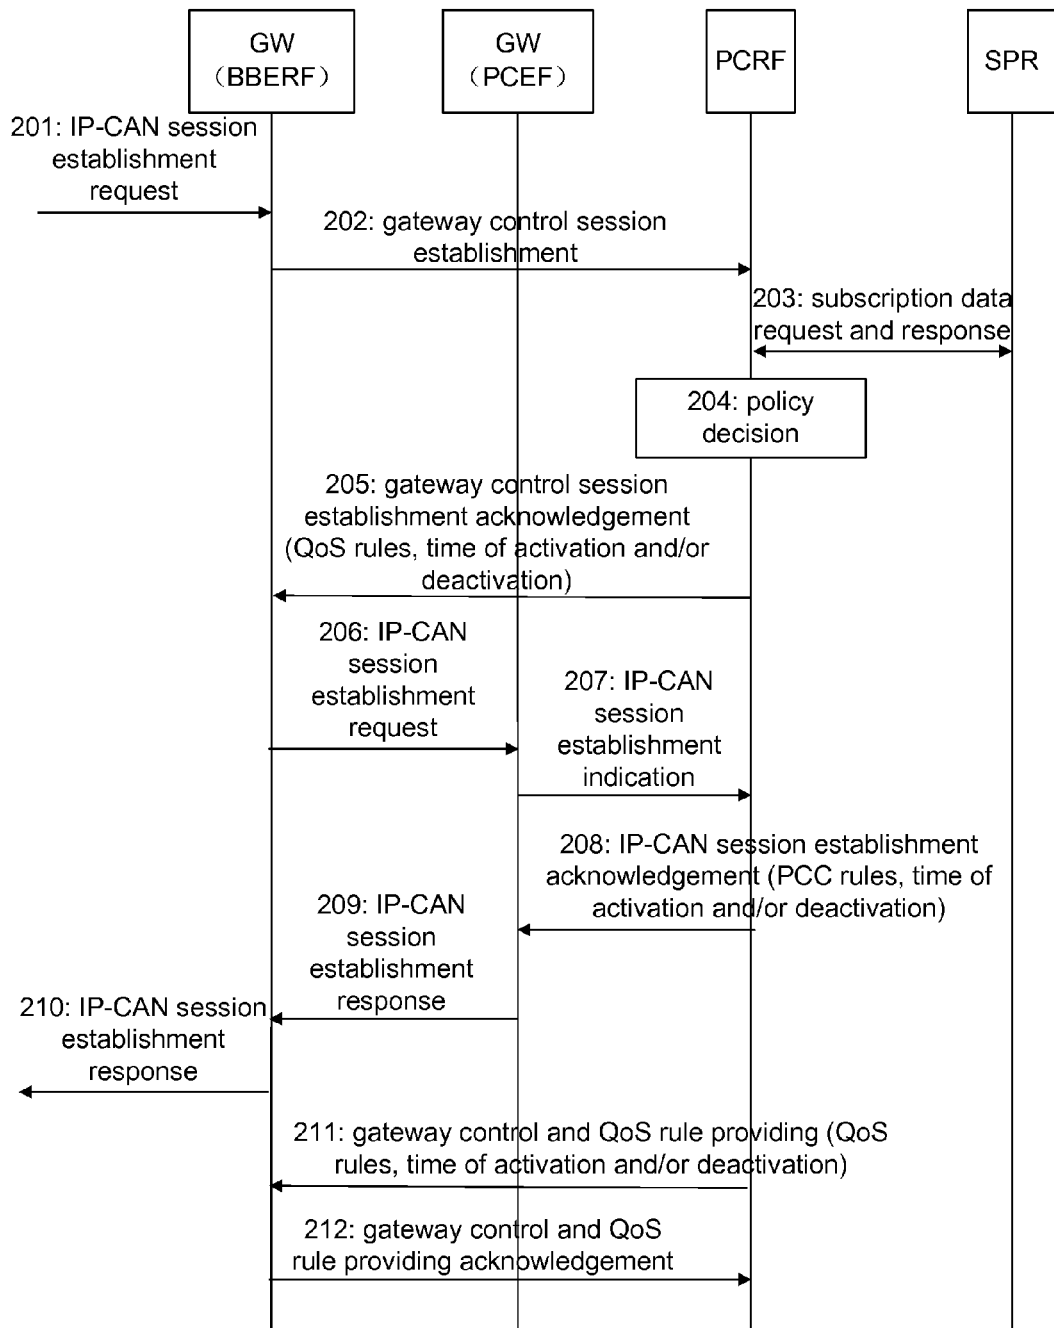 GW
（BBERF）
GW
（PCEF）
PCRF
SPR
201: IP-CAN session
establishment
request
202: gateway control session
establishment
203: subscription data
request and response
204: policy
decision
205: gateway control session
establishment acknowledgement
(QoS rules, time of activation and/or
deactivation)
206: IP-CAN
session
establishment
request
207: IP-CAN
session
establishment
indication
208: IP-CAN session establishment
acknowledgement (PCC rules, time of
activation and/or deactivation)
209: IP-CAN
session
establishment
response
210: IP-CAN session
establishment
response
211: gateway control and QoS rule providing (QoS
rules, time of activation and/or deactivation)
212: gateway control and QoS
rule providing acknowledgement